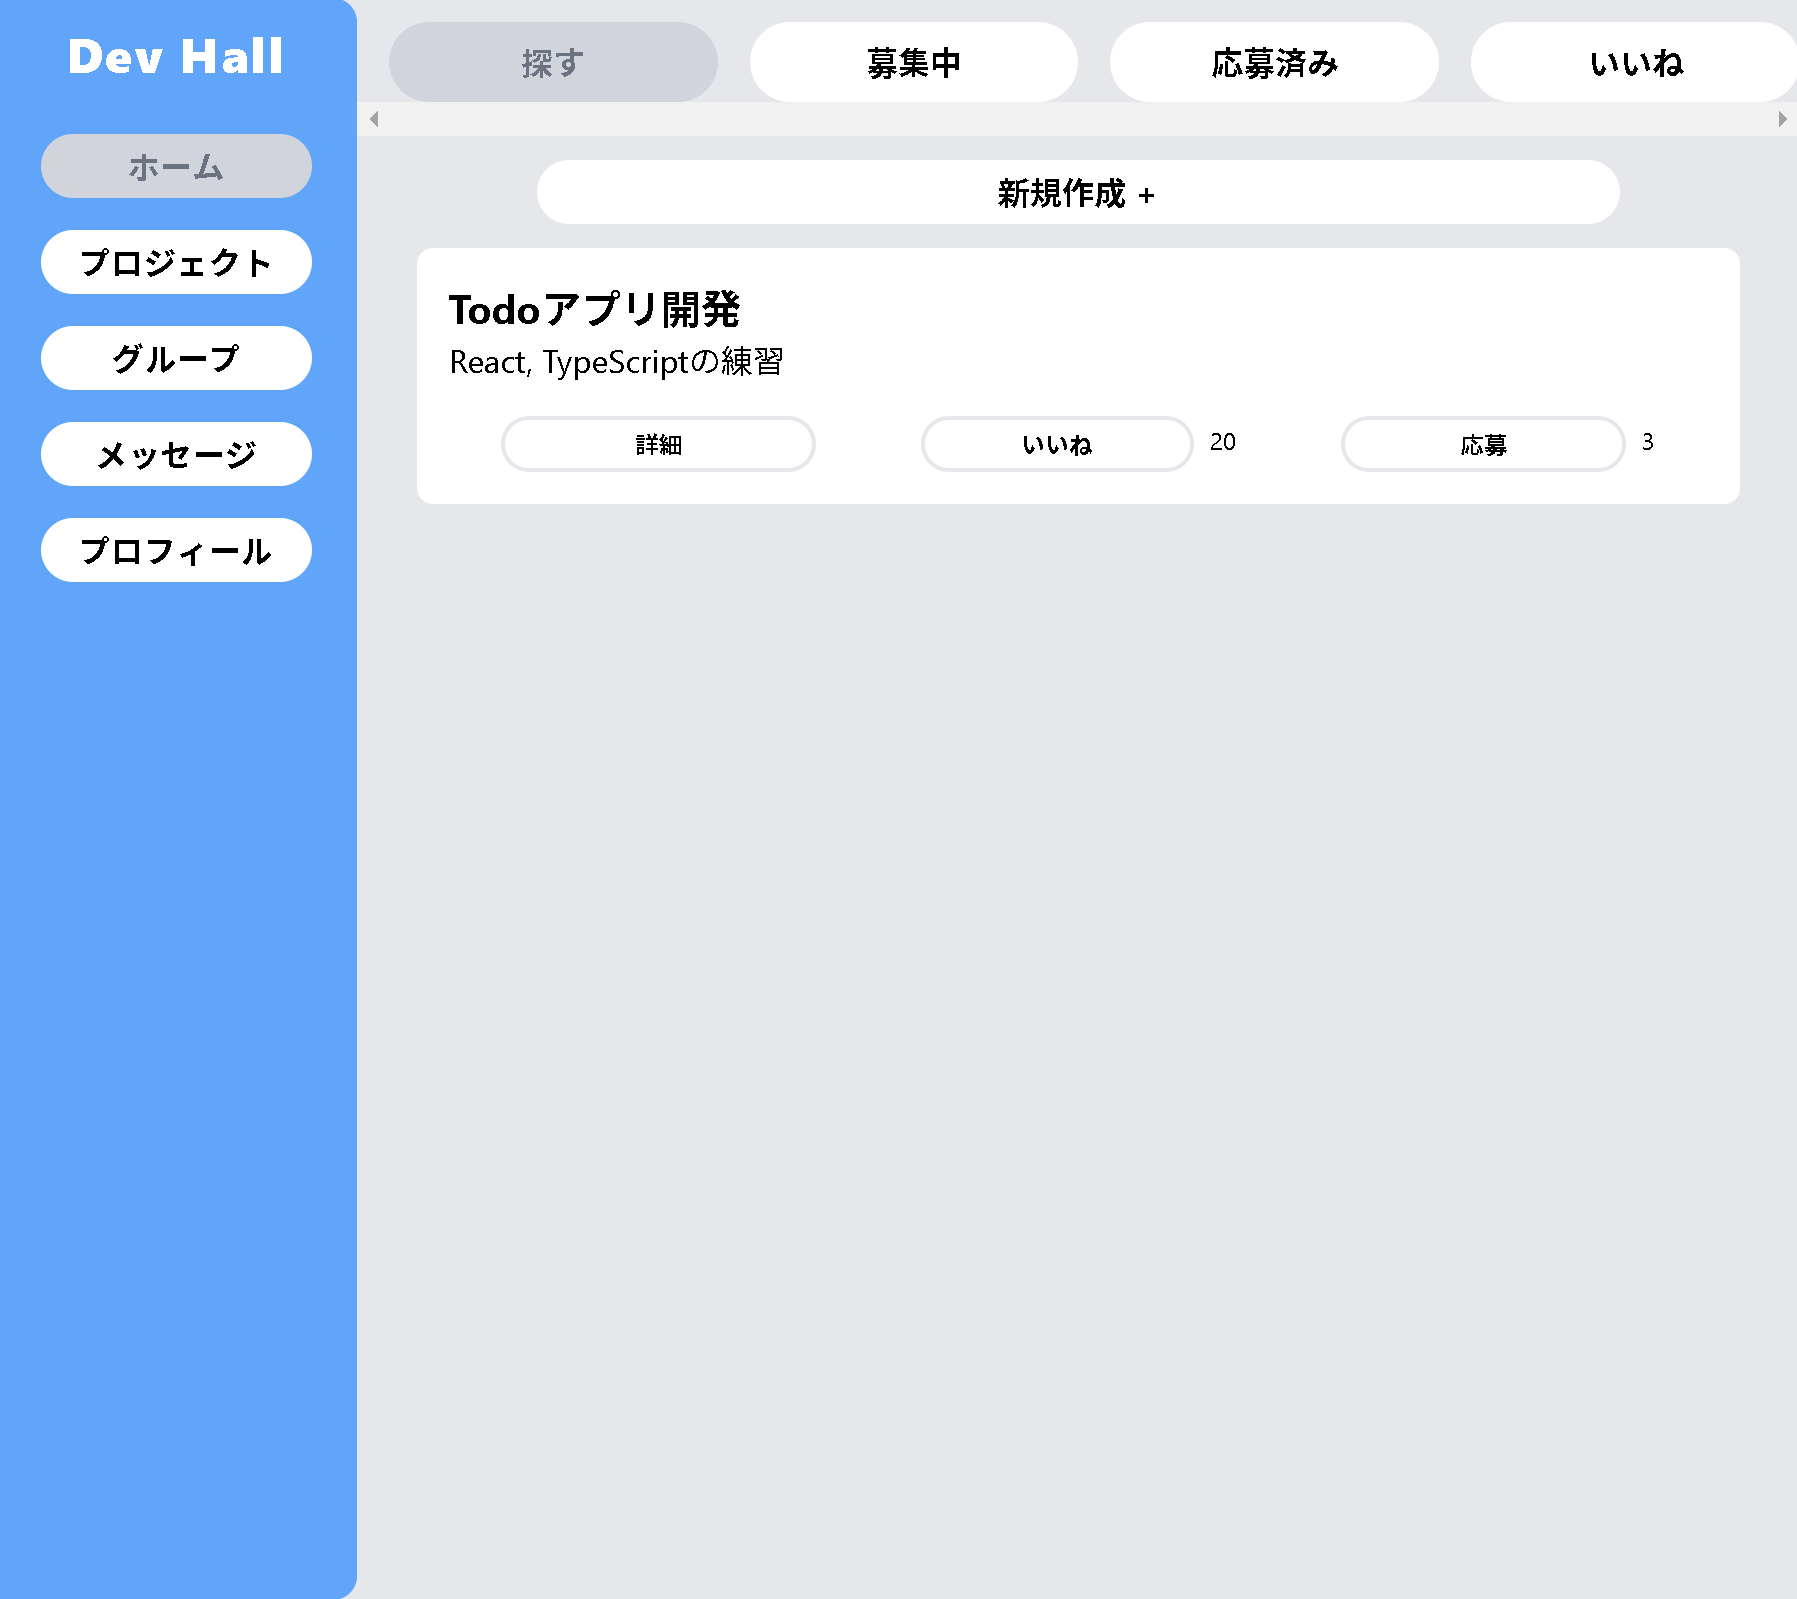 Dev Hall
ホーム
プロジェクト
グループ
メッセージ
プロフィール
探す
募集中
応募済み
いいね
新規作成 +
Todoアプリ開発
React, TypeScriptの練習
詳細
いいね 20
応募 3